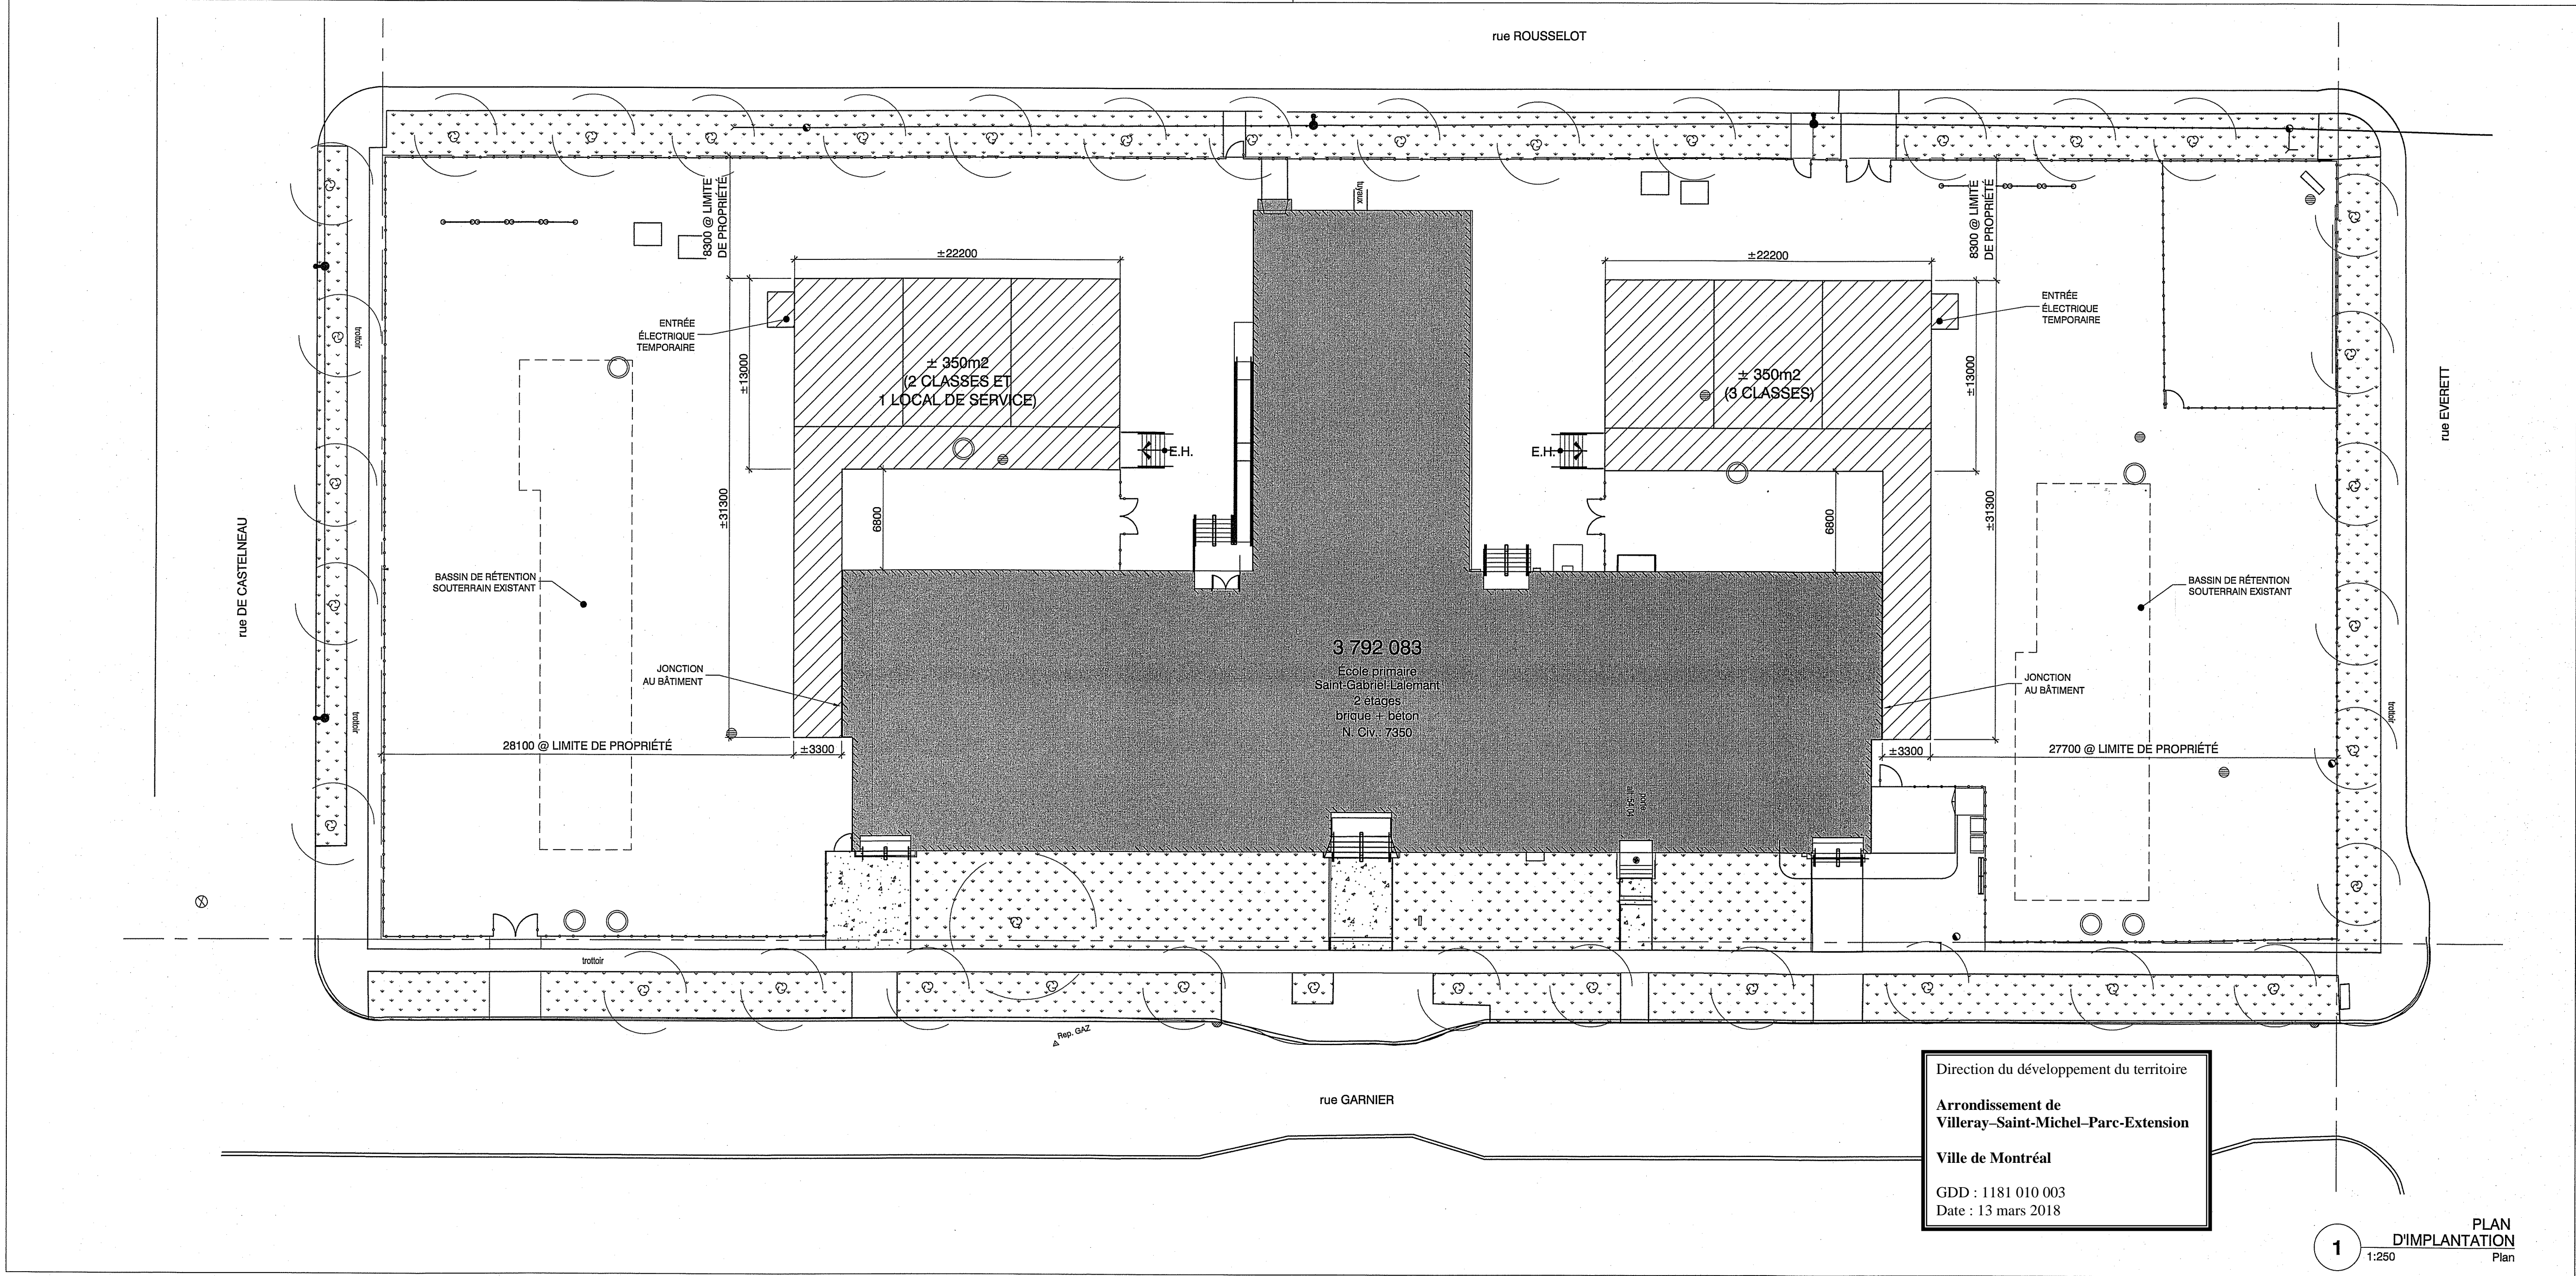 rue ROUSSELOT
tuyaux
8300 @ LIMITE
DE PROPRIÉTÉ
8300 @ LIMITE
DE PROPRIÉTÉ
±22200
±22200
ENTRÉE
ÉLECTRIQUE
TEMPORAIRE
ENTRÉE
ÉLECTRIQUE
TEMPORAIRE
trottoir
±13000
± 350m2
(2 CLASSES ET
1 LOCAL DE SERVICE)
± 350m2
(3 CLASSES)
±13000
rue EVERETT
E.H.
E.H.
±31300
6800
6800
±31300
rue DE CASTELNEAU
BASSIN DE RÉTENTION
SOUTERRAIN EXISTANT
BASSIN DE RÉTENTION
SOUTERRAIN EXISTANT
3 792 083
École primaire
Saint-Gabriel-Lalemant
2 étages
brique + béton
N. Civ.: 7350
JONCTION
AU BÂTIMENT
JONCTION
AU BÂTIMENT
trottoir
trottoir
28100 @ LIMITE DE PROPRIÉTÉ
±3300
±3300
27700 @ LIMITE DE PROPRIÉTÉ
porte
trottoir
Rep. GAZ
rue GARNIER
Direction du développement du territoire
Arrondissement de
Villeray–Saint-Michel–Parc-Extension
Ville de Montréal
GDD : 1181 010 003
Date : 13 mars 2018
1
PLAN
D'IMPLANTATION
1:250
Plan